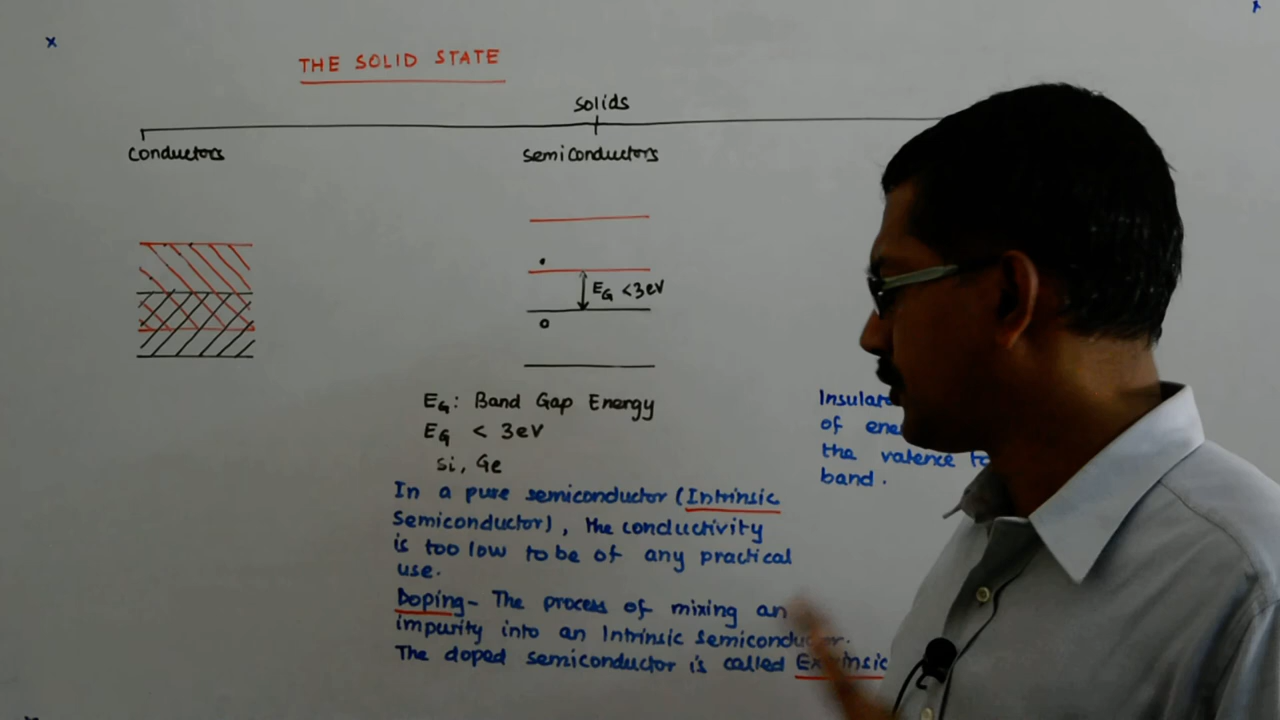 THE SOLID STATE
Solids
Conductors
Semiconductors
EG <3eV
EG: Band Gap Energy
EG < 3eV
Si, Ge
In a pure semiconductor (Intrinsic
Semiconductor), the conductivity
is too low to be of any practical
use.
Doping- The process of mixing an
impurity into an Intrinsic Semiconductor.
The doped semiconductor is called Extrinsic
of
the valence
band.